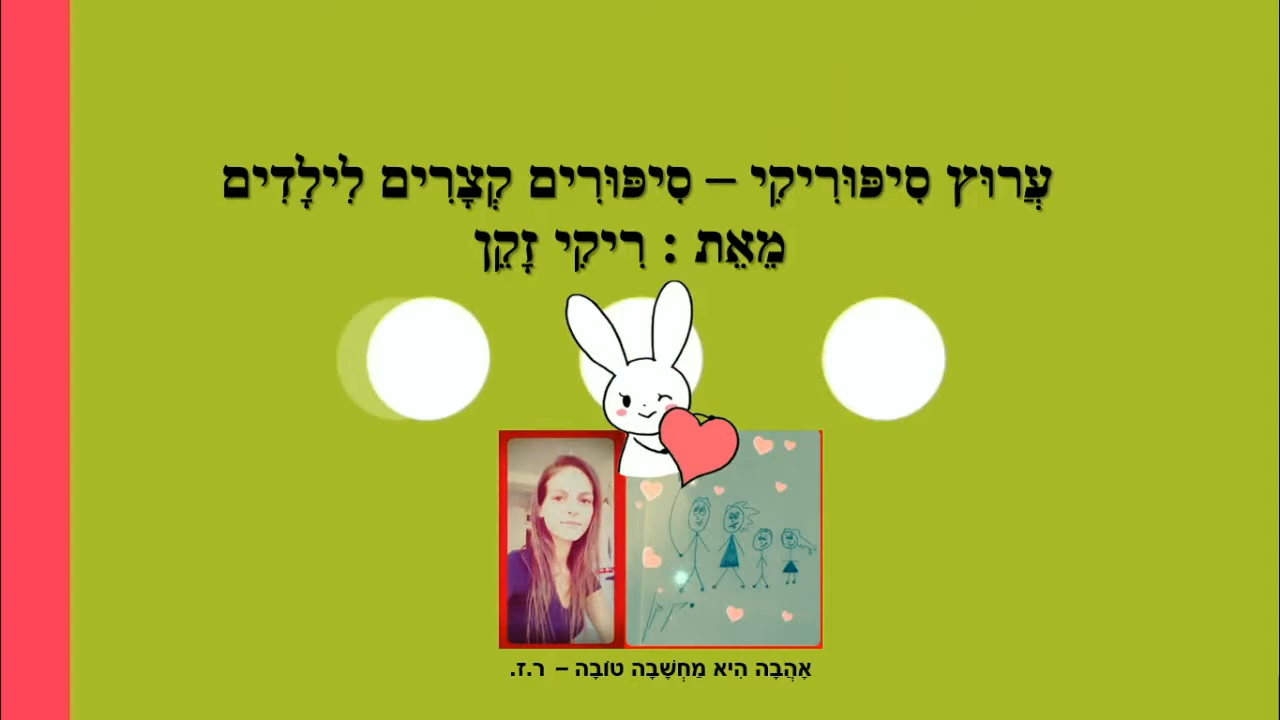 עֲרוּץ סִיפּוּרִיקִי – סִיפּוּרִים קְצָרִים לִילָדִים
מֵאֵת : רִיקִי זָקֵן
אַהֲבָה הִיא מַחְשָׁבָה טוֹבָה – ר.ז.